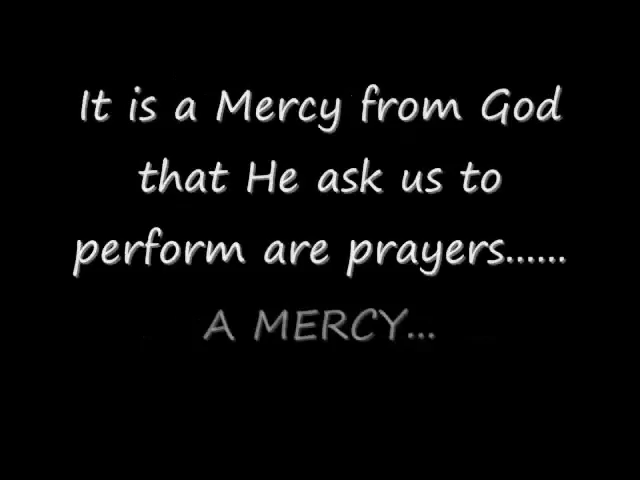 It is a Mercy from God
that He ask us to
perform are prayers......
A MERCY...